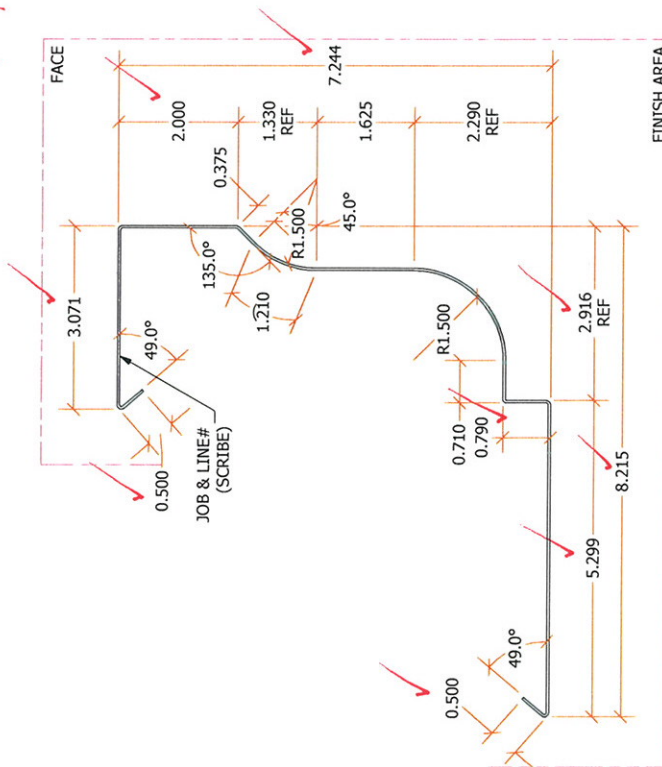 FACE
7.244
2.000
1.330
REF
1.625
2.290
REF
0.375
R1.500
45.0°
135.0°
1.210
3.071
49.0°
0.500
JOB & LINE#
(SCRIBE)
R1.500
2.916
REF
0.710
0.790
8.215
5.299
49.0°
0.500
FINISH AREA